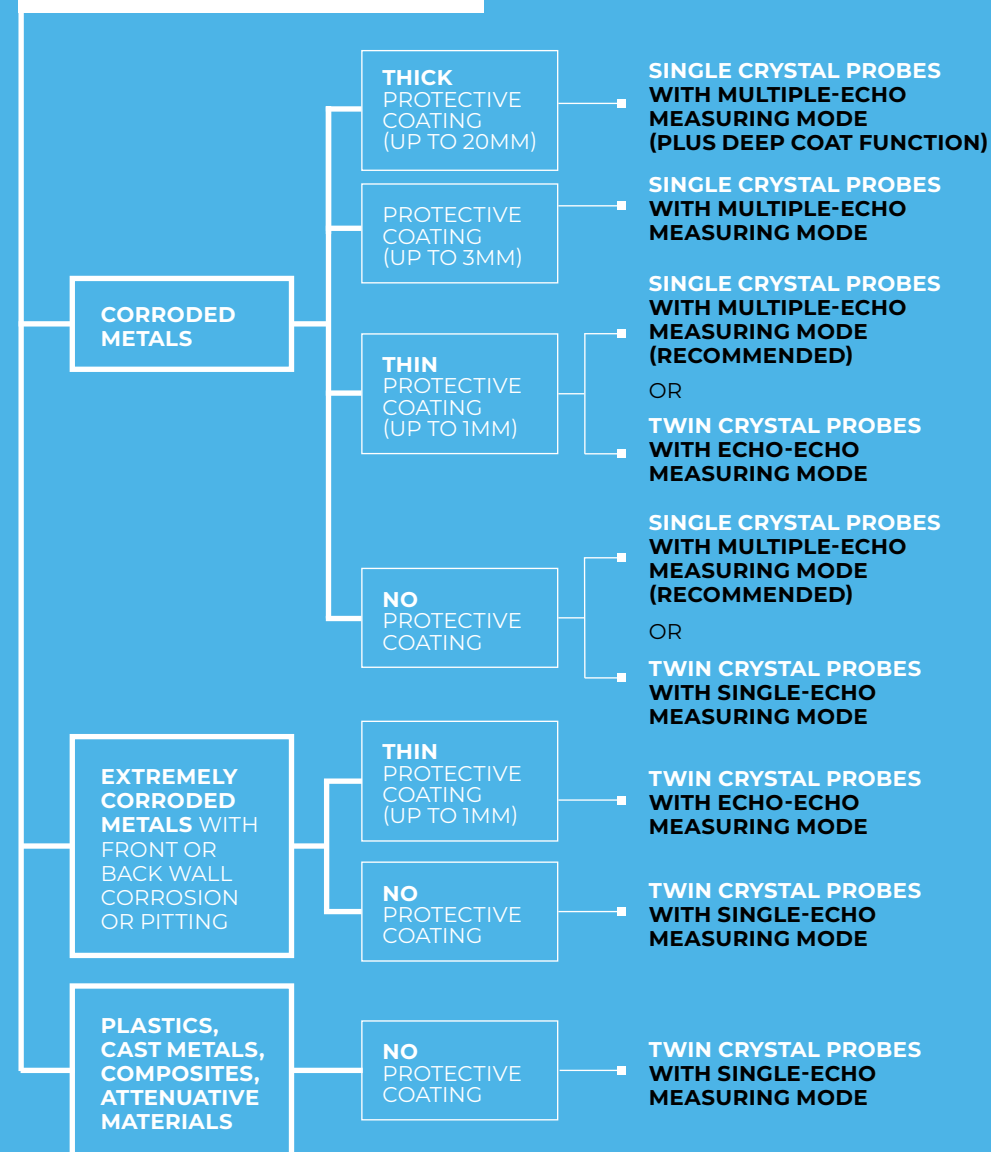 CORRODED
METALS
THICK
PROTECTIVE
COATING
(UP TO 20MM)
SINGLE CRYSTAL PROBES
WITH MULTIPLE-ECHO
MEASURING MODE
(PLUS DEEP COAT FUNCTION)
PROTECTIVE
COATING
(UP TO 3MM)
SINGLE CRYSTAL PROBES
WITH MULTIPLE-ECHO
MEASURING MODE
THIN
PROTECTIVE
COATING
(UP TO 1MM)
SINGLE CRYSTAL PROBES
WITH MULTIPLE-ECHO
MEASURING MODE
(RECOMMENDED)
OR
TWIN CRYSTAL PROBES
WITH ECHO-ECHO
MEASURING MODE
NO
PROTECTIVE
COATING
SINGLE CRYSTAL PROBES
WITH MULTIPLE-ECHO
MEASURING MODE
(RECOMMENDED)
OR
TWIN CRYSTAL PROBES
WITH SINGLE-ECHO
MEASURING MODE
EXTREMELY
CORRODED
METALS WITH
FRONT OR
BACK WALL
CORROSION
OR PITTING
THIN
PROTECTIVE
COATING
(UP TO 1MM)
TWIN CRYSTAL PROBES
WITH ECHO-ECHO
MEASURING MODE
NO
PROTECTIVE
COATING
TWIN CRYSTAL PROBES
WITH SINGLE-ECHO
MEASURING MODE
PLASTICS,
CAST METALS,
COMPOSITES,
ATTENUATIVE
MATERIALS
NO
PROTECTIVE
COATING
TWIN CRYSTAL PROBES
WITH SINGLE-ECHO
MEASURING MODE